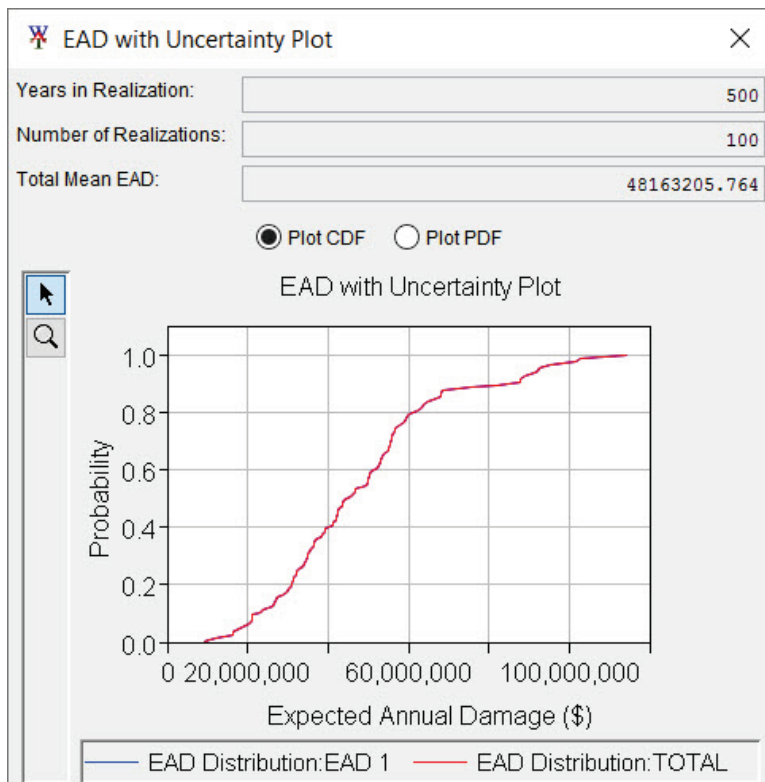 EAD with Uncertainty Plot
Years in Realization: 500
Number of Realizations: 100
Total Mean EAD: 48163205.764
Plot CDF Plot PDF
EAD with Uncertainty Plot
1.0
0.8
0.6
0.4
0.2
0.0
Probability
0 20,000,000 60,000,000 100,000,000
Expected Annual Damage ($)
EAD Distribution:EAD 1 EAD Distribution:TOTAL